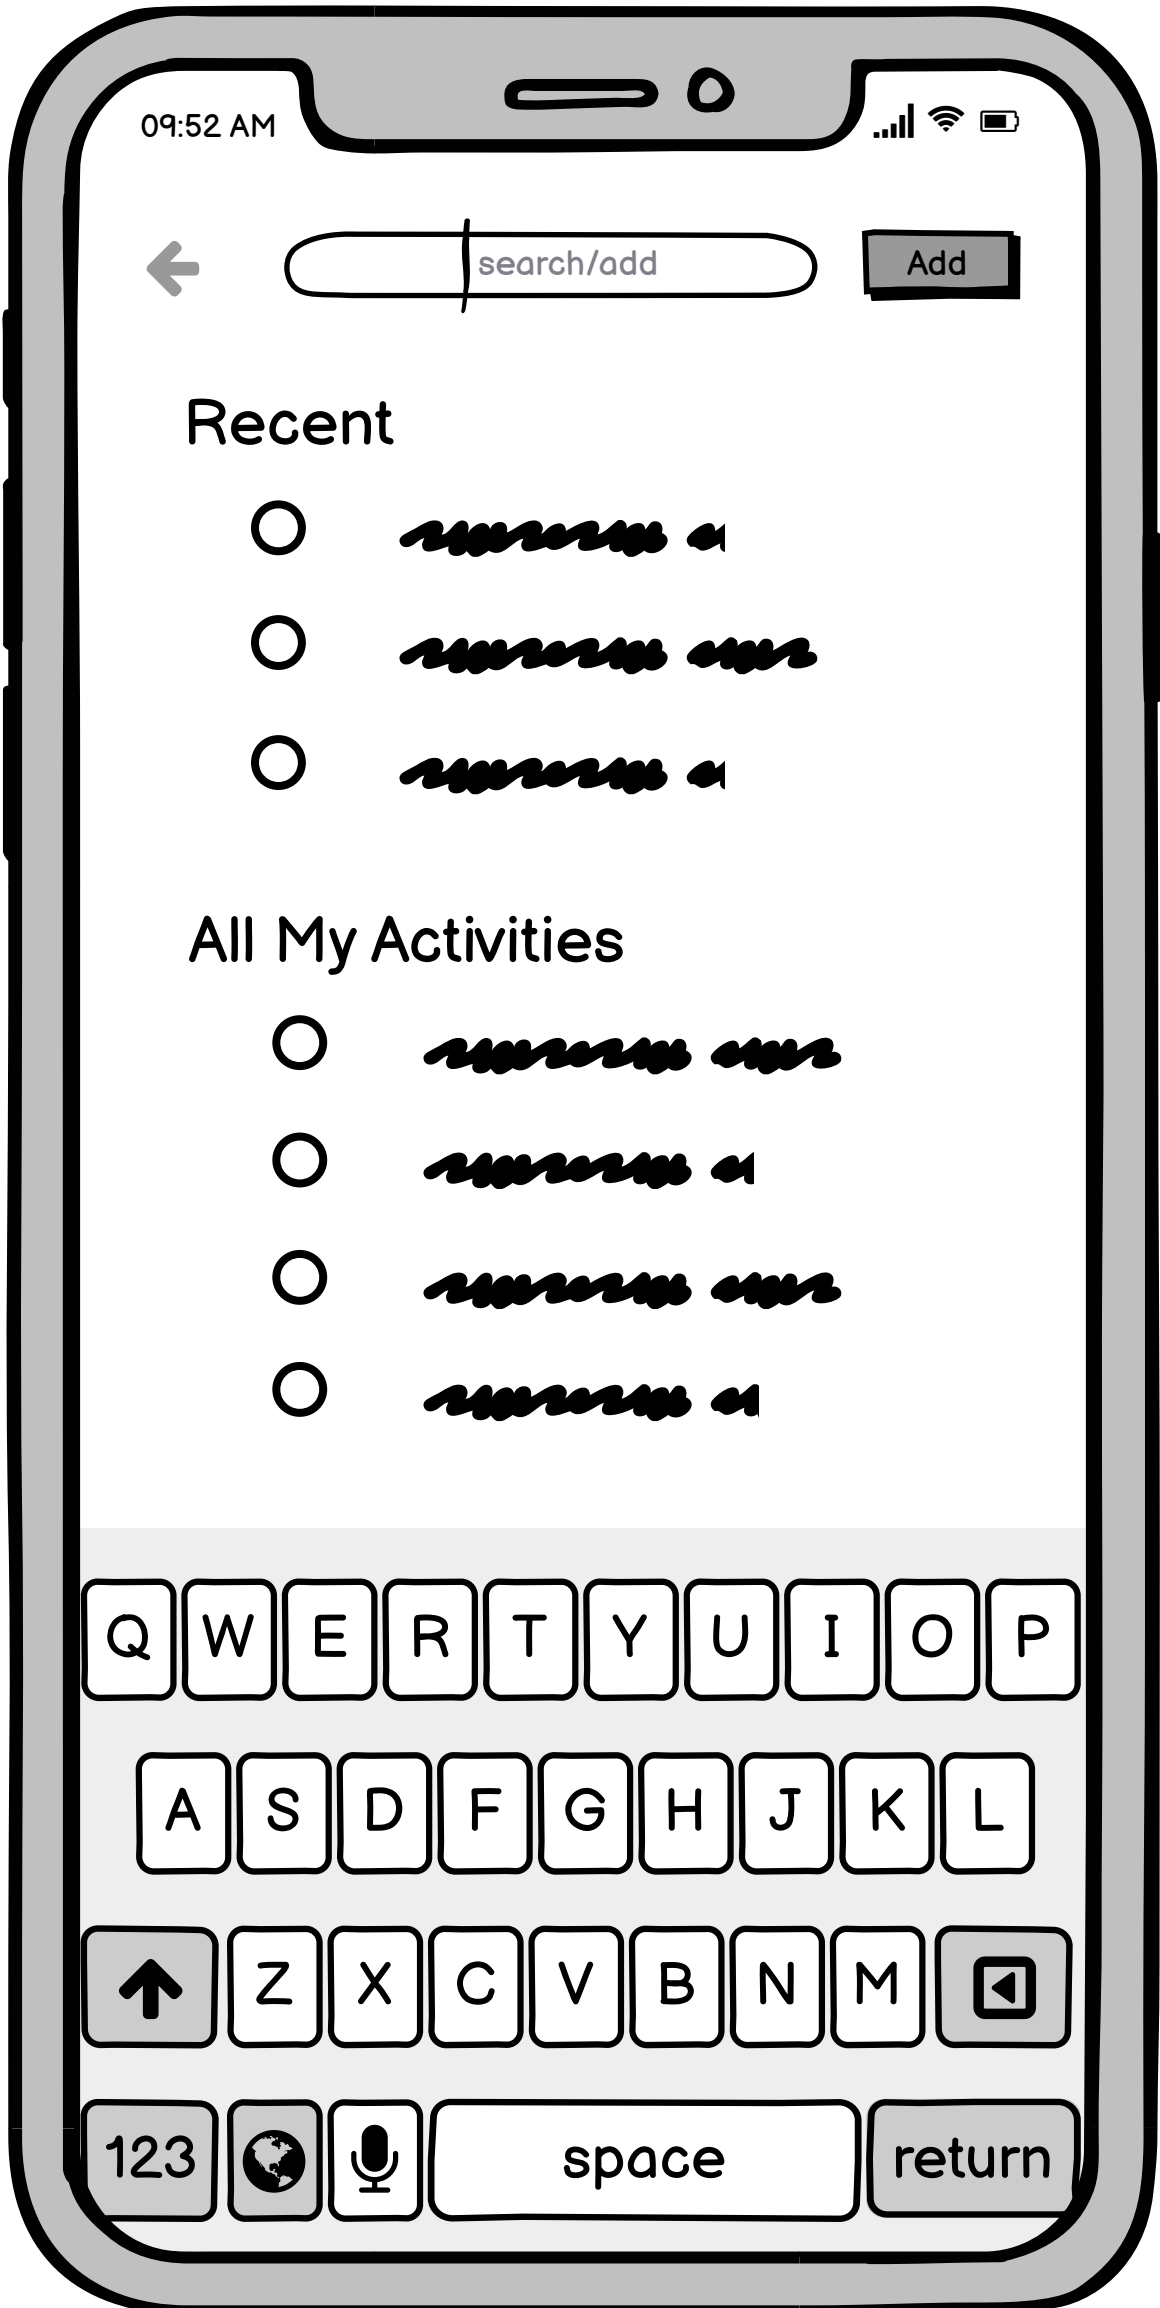 09:52 AM
search/add
Add
Recent
All My Activities
Q W E R T Y U I O P
A S D F G H J K L
Z X C V B N M
123 space return